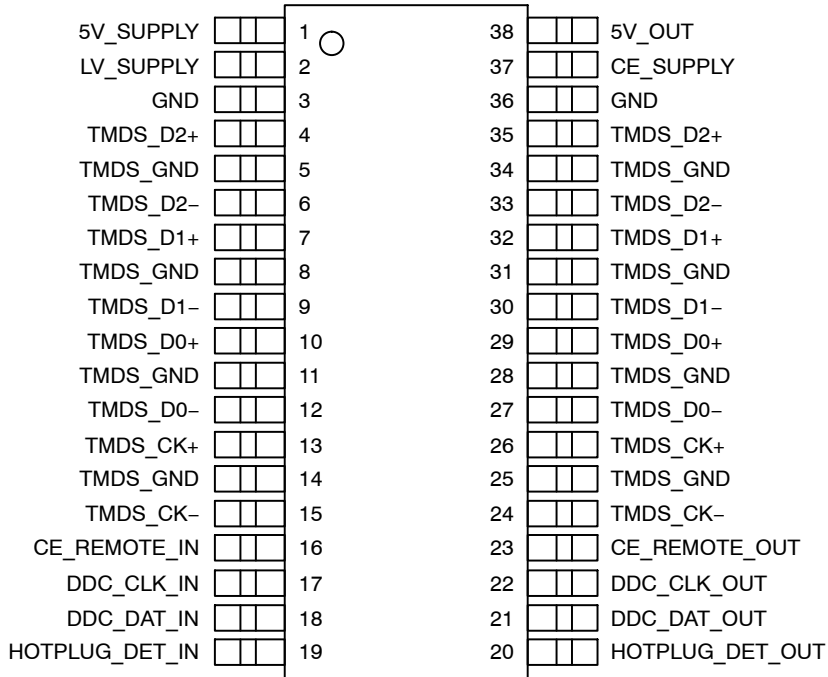 5V_SUPPLY 1 38 5V_OUT
LV_SUPPLY 2 37 CE_SUPPLY
GND 3 36 GND
TMDS_D2+ 4 35 TMDS_D2+
TMDS_GND 5 34 TMDS_GND
TMDS_D2− 6 33 TMDS_D2−
TMDS_D1+ 7 32 TMDS_D1+
TMDS_GND 8 31 TMDS_GND
TMDS_D1− 9 30 TMDS_D1−
TMDS_D0+ 10 29 TMDS_D0+
TMDS_GND 11 28 TMDS_GND
TMDS_D0− 12 27 TMDS_D0−
TMDS_CK+ 13 26 TMDS_CK+
TMDS_GND 14 25 TMDS_GND
TMDS_CK− 15 24 TMDS_CK−
CE_REMOTE_IN 16 23 CE_REMOTE_OUT
DDC_CLK_IN 17 22 DDC_CLK_OUT
DDC_DAT_IN 18 21 DDC_DAT_OUT
HOTPLUG_DET_IN 19 20 HOTPLUG_DET_OUT